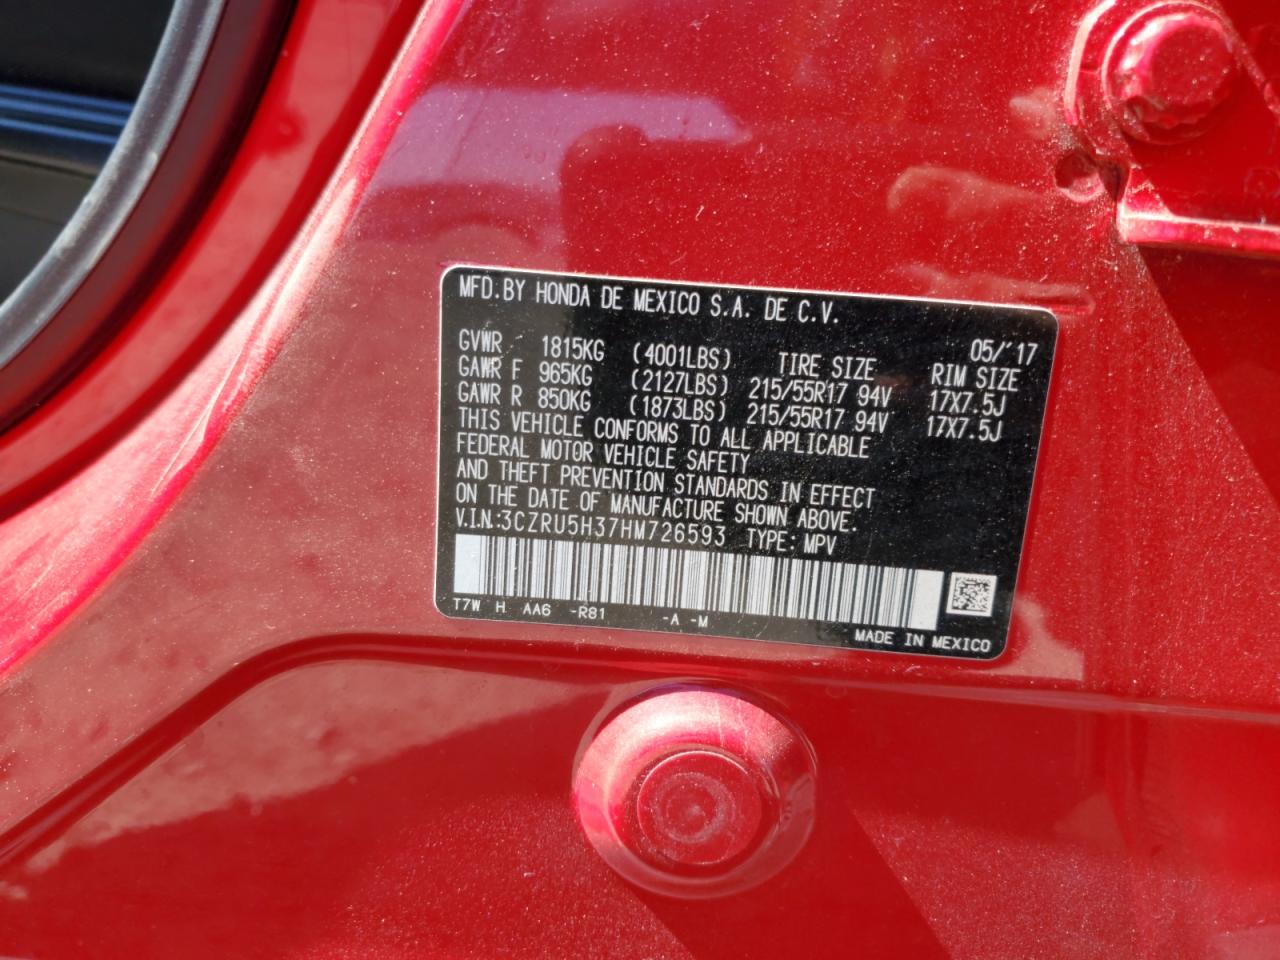 MFD.BY HONDA DE MEXICO S.A. DE C.V.
05/'17
GVWR 1815KG (4001LBS) TIRE SIZE RIM SIZE
GAWR F 965KG (2127LBS) 215/55R17 94V 17X7.5J
GAWR R 850KG (1873LBS) 215/55R17 94V 17X7.5J
THIS VEHICLE CONFORMS TO ALL APPLICABLE
FEDERAL MOTOR VEHICLE SAFETY
AND THEFT PREVENTION STANDARDS IN EFFECT
ON THE DATE OF MANUFACTURE SHOWN ABOVE.
V.I.N.:3CZRU5H37HM726593 TYPE: MPV
T7W H AA6 -R81 -A -M
MADE IN MEXICO